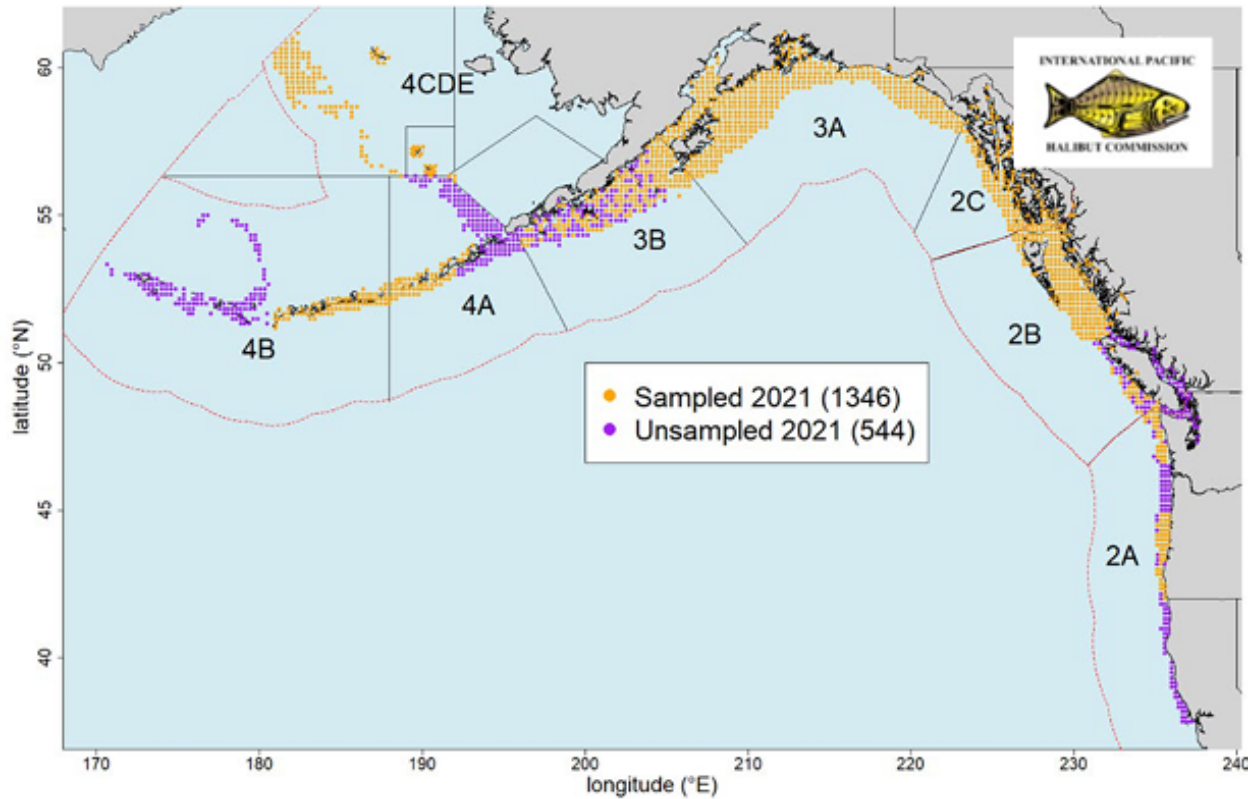 INTERNATIONAL PACIFIC
HALIBUT COMMISSION
4CDE
3A
2C
3B
4A
4B
2B
2A
Sampled 2021 (1346)
Unsampled 2021 (544)
latitude (°N)
60
55
50
45
40
170
180
190
200
210
220
230
240
longitude (°E)